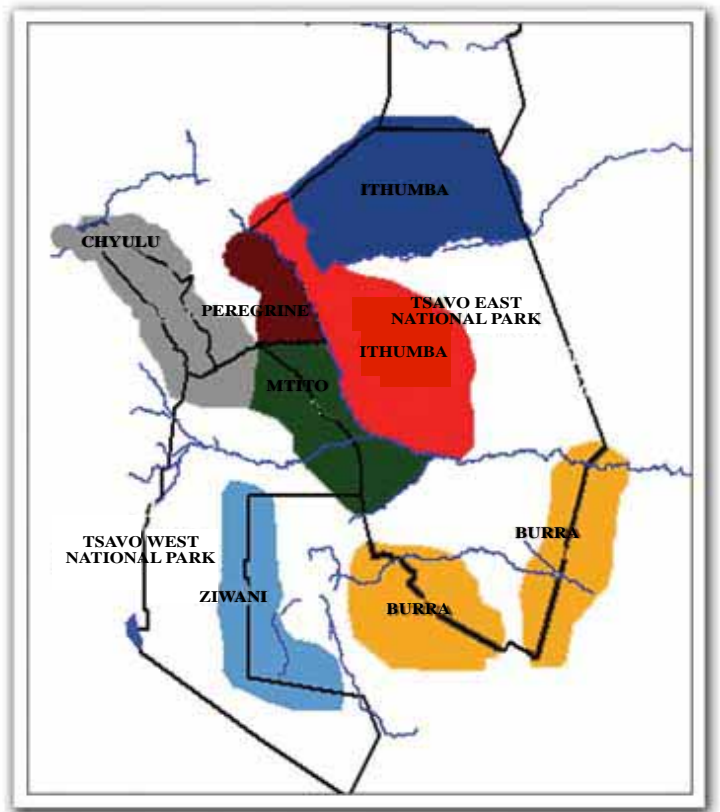 ITHUMBA
CHYULU
PEREGRINE
TSAVO EAST
NATIONAL PARK
ITHUMBA
MTITO
TSAVO WEST
NATIONAL PARK
BURRA
ZIWANI
BURRA